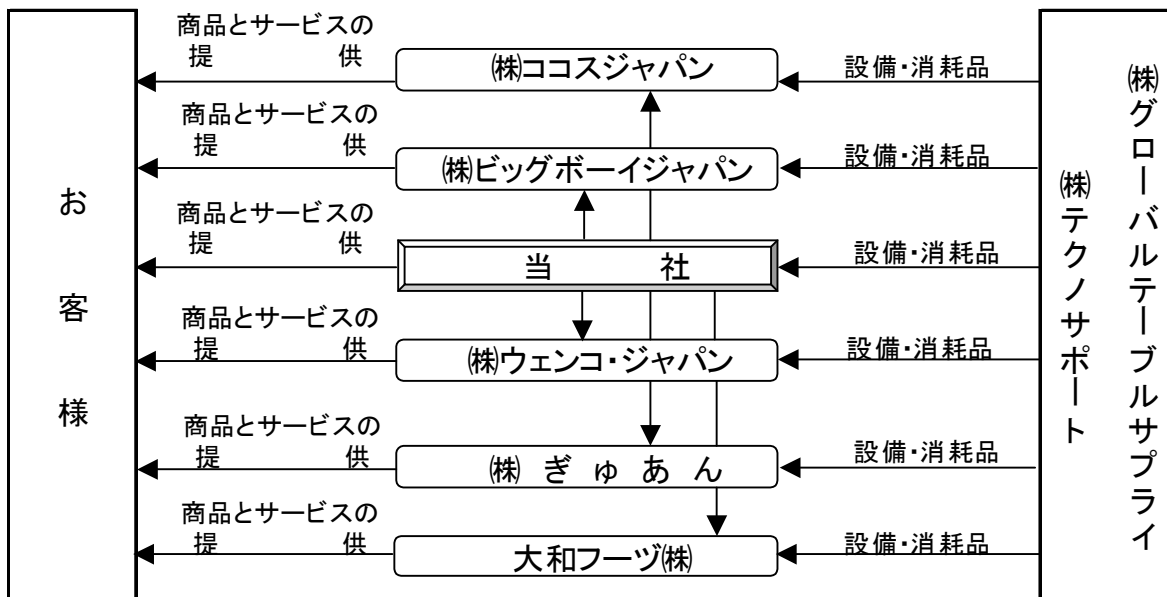 商品とサービスの
提 供
㈱ココスジャパン
設備・消耗品
商品とサービスの
提 供
㈱ビッグボーイジャパン
設備・消耗品
商品とサービスの
提 供
当 社
設備・消耗品
商品とサービスの
提 供
㈱ウェンコ・ジャパン
設備・消耗品
商品とサービスの
提 供
㈱ ぎ ゅ あ ん
設備・消耗品
商品とサービスの
提 供
大和フーヅ㈱
設備・消耗品
お客様
㈱グローバルテーブルサプライ
㈱テクノサポート